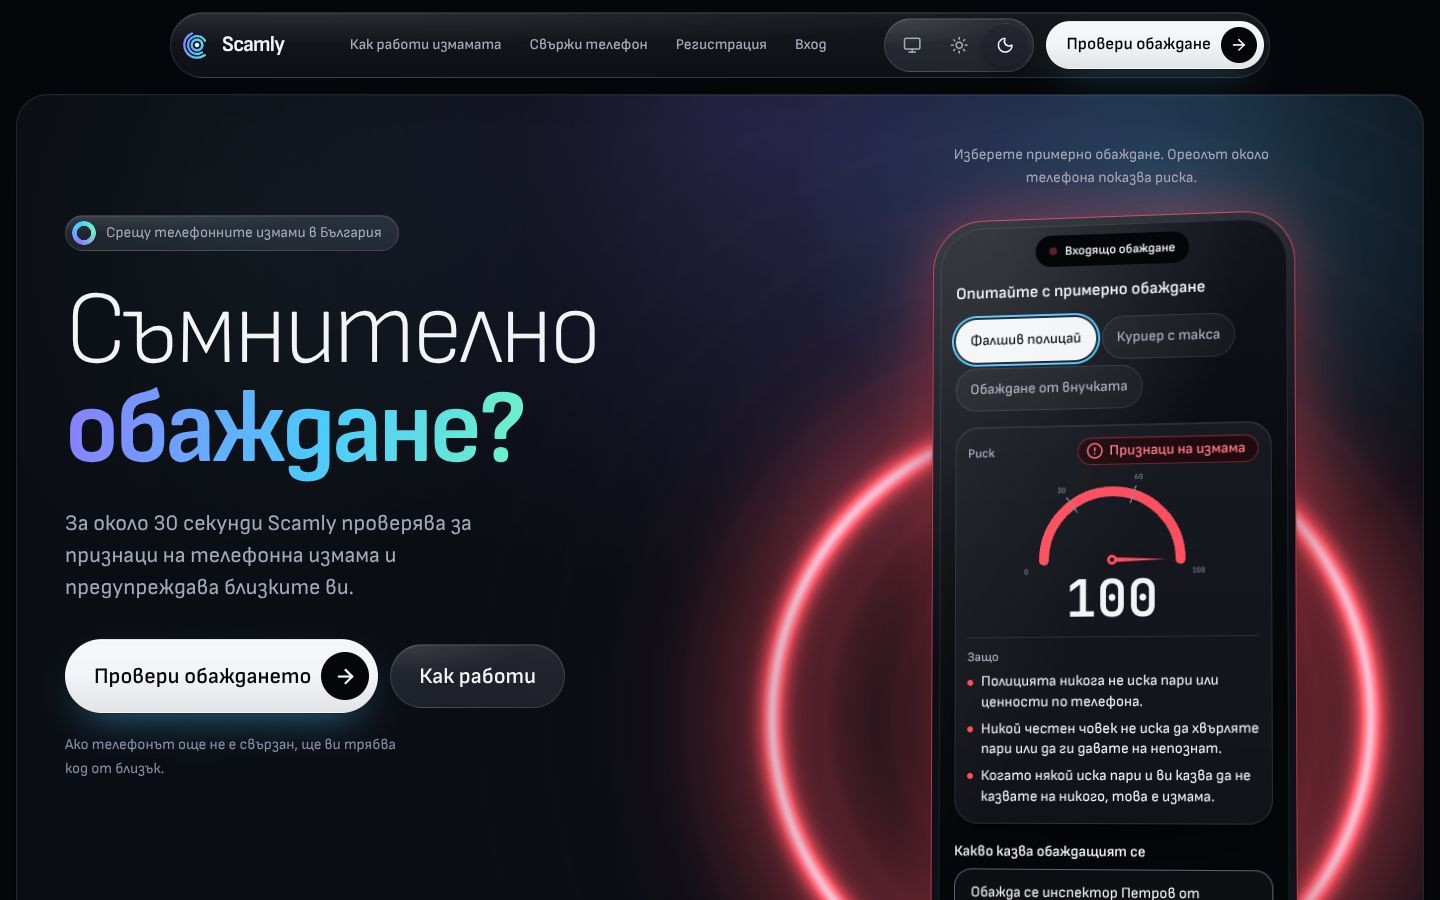 Scamly
Как работи измамата
Свържи телефон
Регистрация
Вход
Провери обаждане
Срещу телефонните измами в България
Съмнително
обаждане?
За около 30 секунди Scamly проверява за
признаци на телефонна измама и
предупреждава близките ви.
Провери обаждането
Как работи
Ако телефонът още не е свързан, ще ви трябва
код от близък.
Изберете примерно обаждане. Ореолът около
телефона показва риска.
Входящо обаждане
Опитайте с примерно обаждане
Фалшив полицай
Куриер с такса
Обаждане от внучката
Риск
Признаци на измама
0
30
60
100
100
Защо
Полицията никога не иска пари или
ценности по телефона.
Никой честен човек не иска да хвърляте
пари или да ги давате на непознат.
Когато някой иска пари и ви казва да не
казвате на никого, това е измама.
Какво казва обаждащият се
Обажда се инспектор Петров от